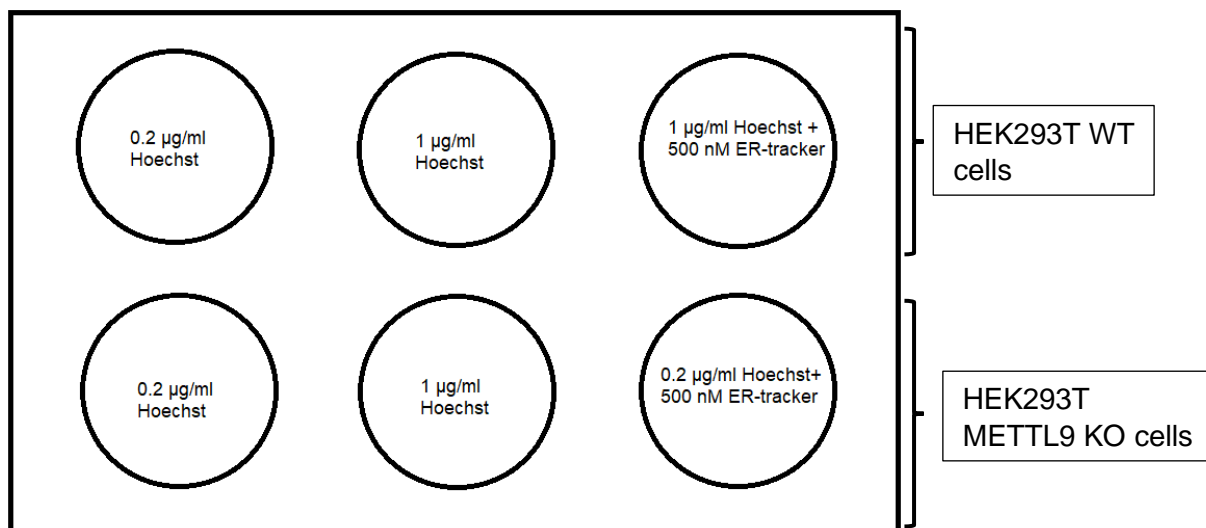 0.2 µg/ml
Hoechst
1 µg/ml
Hoechst
1 µg/ml Hoechst +
500 nM ER-tracker
HEK293T WT
cells
0.2 µg/ml
Hoechst
1 µg/ml
Hoechst
0.2 µg/ml Hoechst+
500 nM ER-tracker
HEK293T
METTL9 KO cells